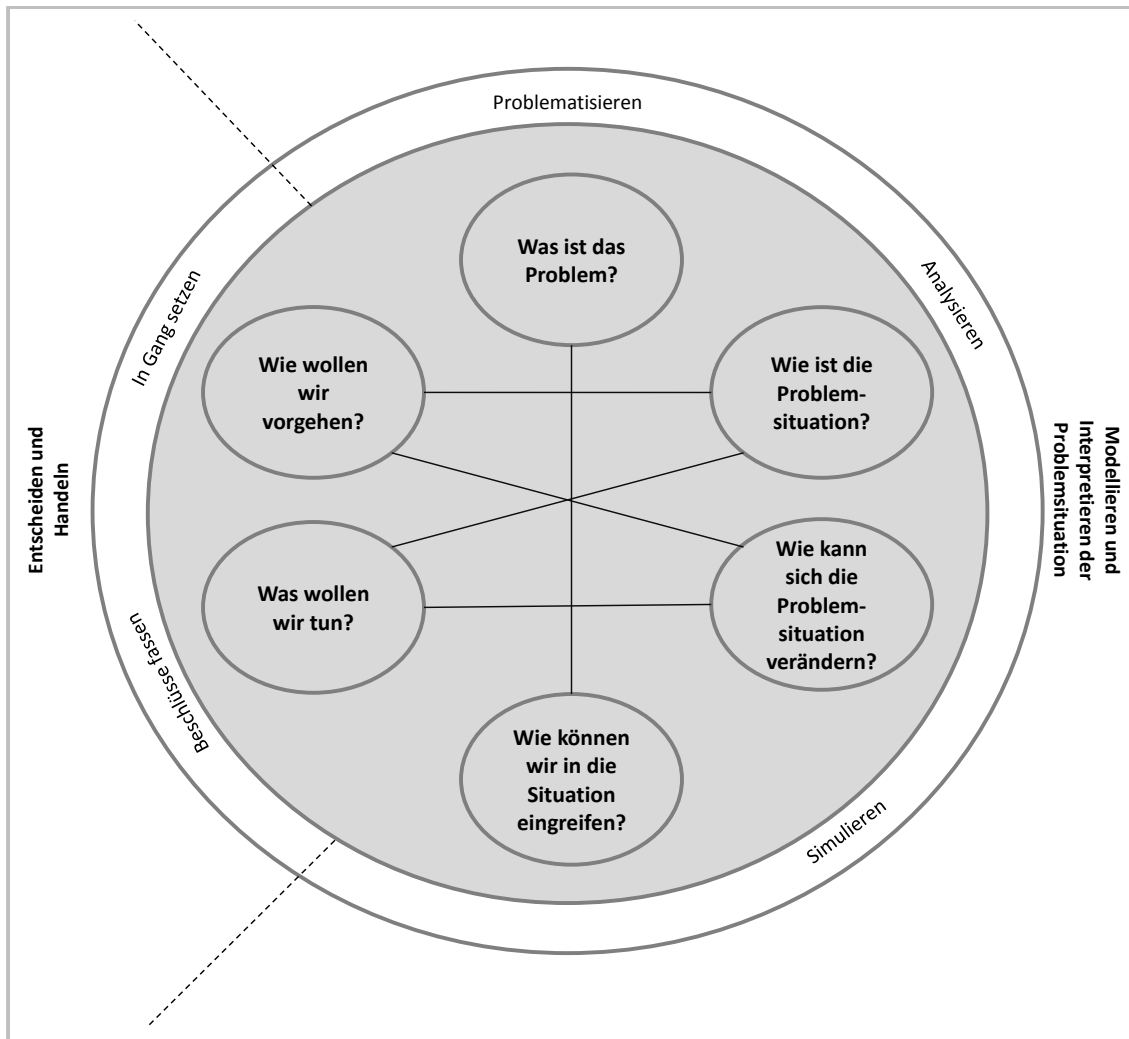 Problematisieren
Was ist das
Problem?
Analysieren
In Gang setzen
Wie wollen
wir
vorgehen?
Wie ist die
Problem-
situation?
Entscheiden und
Handeln
Modellieren und
Interpretieren der
Problemsituation
Was wollen
wir tun?
Wie kann
sich die
Problem-
situation
verändern?
Beschlüsse fassen
Wie können
wir in die
Situation
eingreifen?
Simulieren